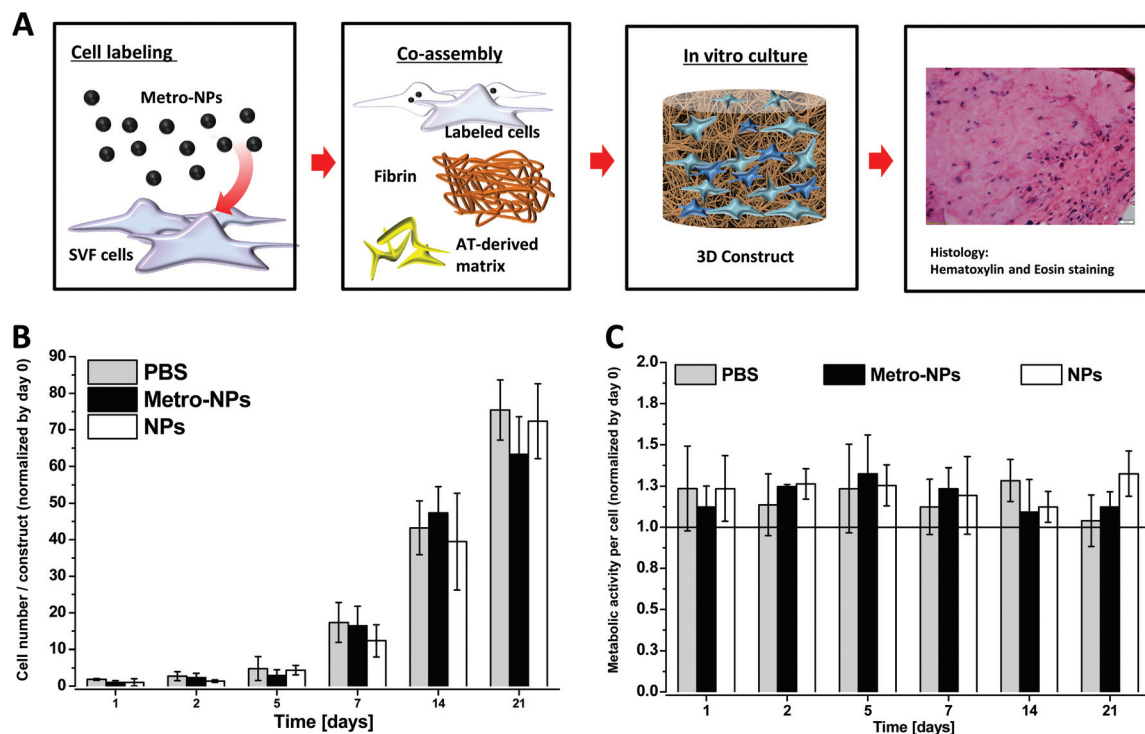 A
Cell labeling
Metro-NPs
SVF cells
Co-assembly
Labeled cells
Fibrin
AT-derived
matrix
In vitro culture
3D Construct
Histology:
Hematoxylin and Eosin staining
B
Cell number / construct (normalized by day 0)
90
80
70
60
50
40
30
20
10
0
PBS
Metro-NPs
NPs
1 2 5 7 14 21
Time [days]
C
Metabolic activity per cell (normalized by day 0)
2.0
1.8
1.5
1.3
1.0
0.8
0.5
0.3
0.0
PBS Metro-NPs NPs
1 2 5 7 14 21
Time [days]